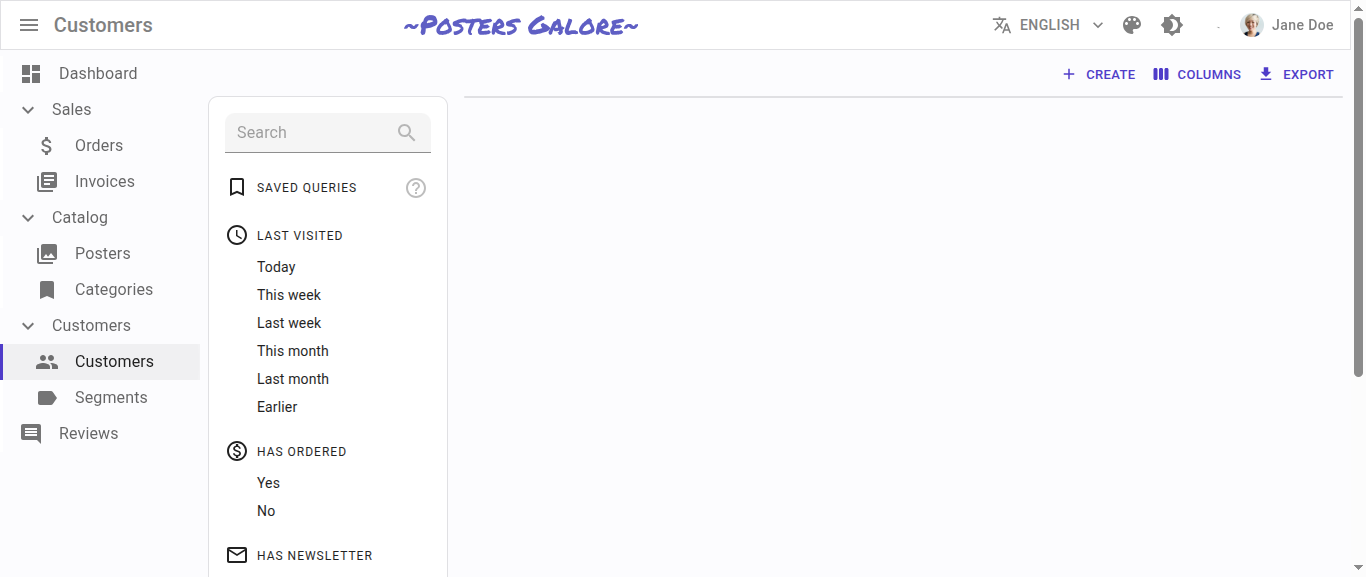 Customers
~Posters Galore~
ENGLISH
Jane Doe
Dashboard
Sales
Orders
Invoices
Catalog
Posters
Categories
Customers
Customers
Segments
Reviews
CREATE
COLUMNS
EXPORT
Search
SAVED QUERIES
LAST VISITED
Today
This week
Last week
This month
Last month
Earlier
HAS ORDERED
Yes
No
HAS NEWSLETTER